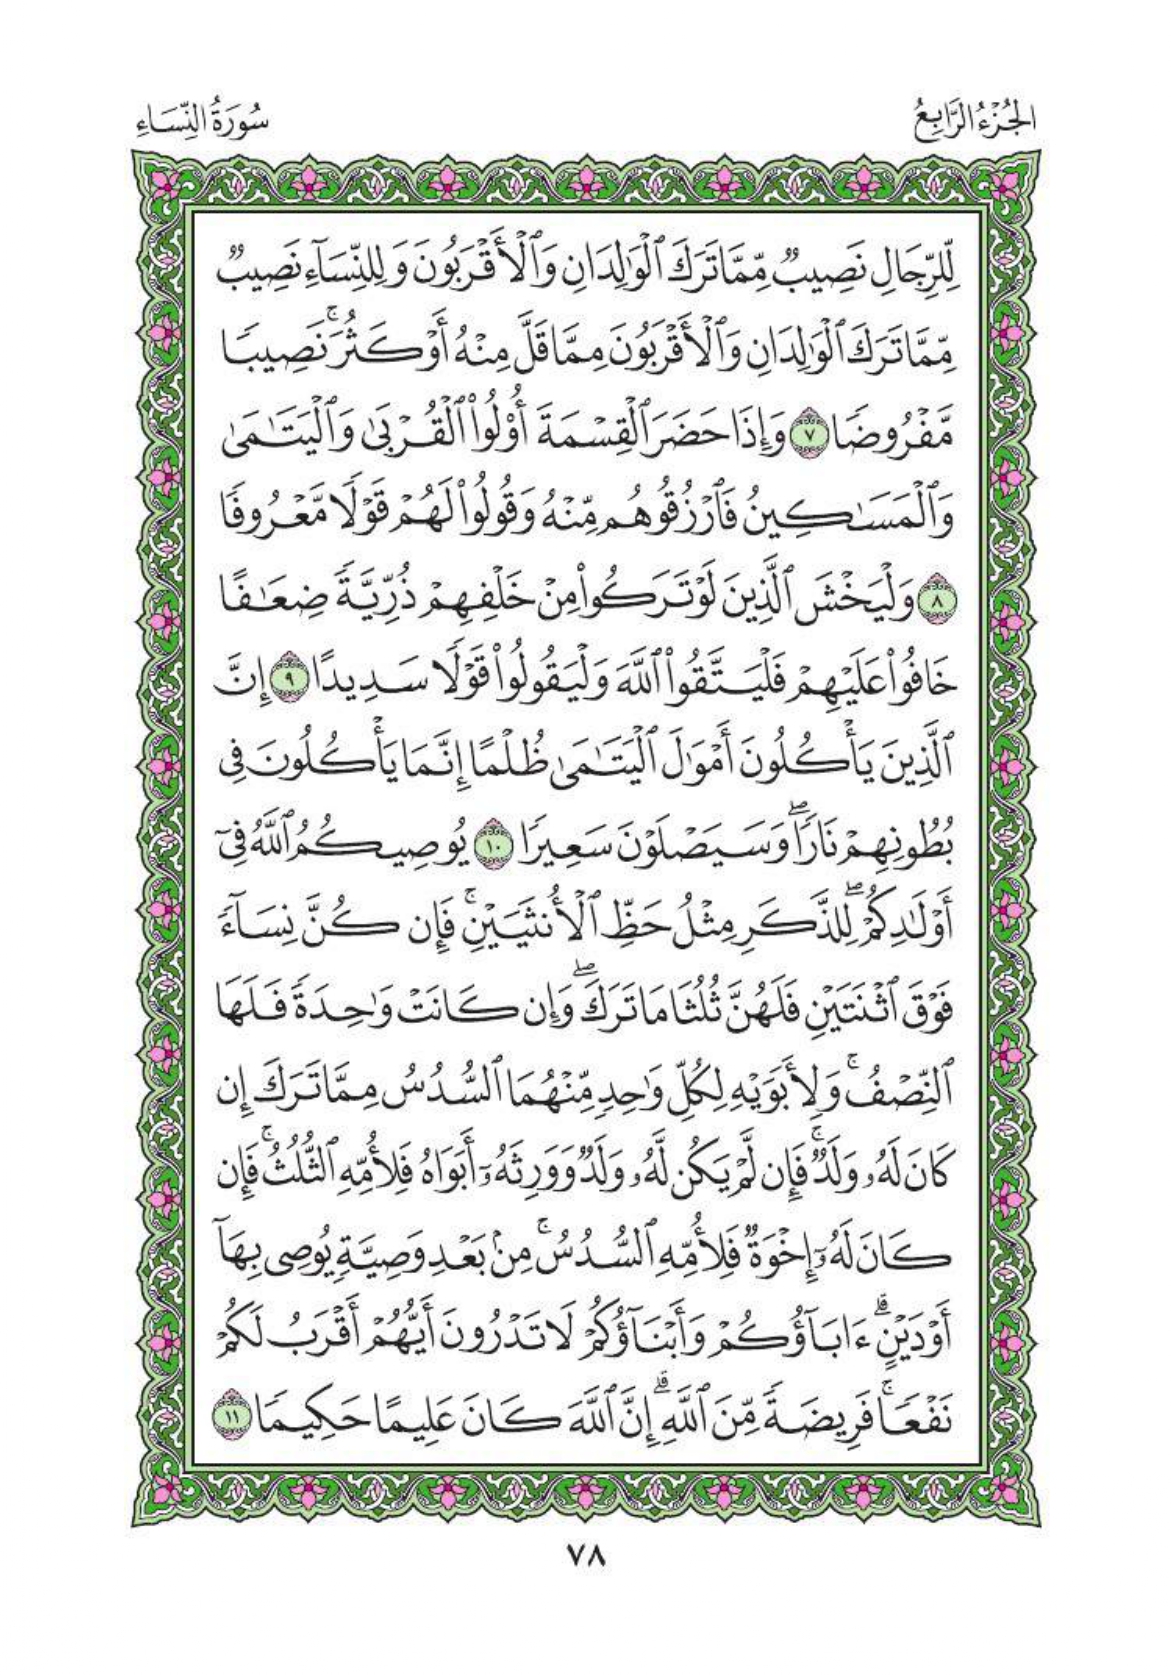 الجُزْءُ الرَّابِعُ
سُورَةُ النِّسَاءِ
لِّلرِّجَالِ نَصِيبٌ مِّمَّا تَرَكَ ٱلْوَٰلِدَانِ وَٱلْأَقْرَبُونَ وَلِلنِّسَآءِ نَصِيبٌ
مِّمَّا تَرَكَ ٱلْوَٰلِدَانِ وَٱلْأَقْرَبُونَ مِمَّا قَلَّ مِنْهُ أَوْ كَثُرَۚ نَصِيبًا
مَّفْرُوضًا ٧ وَإِذَا حَضَرَ ٱلْقِسْمَةَ أُو۟لُوا۟ ٱلْقُرْبَىٰ وَٱلْيَتَـٰمَىٰ
وَٱلْمَسَـٰكِينُ فَٱرْزُقُوهُم مِّنْهُ وَقُولُوا۟ لَهُمْ قَوْلًا مَّعْرُوفًا
٨ وَلْيَخْشَ ٱلَّذِينَ لَوْ تَرَكُوا۟ مِنْ خَلْفِهِمْ ذُرِّيَّةً ضِعَـٰفًا
خَافُوا۟ عَلَيْهِمْ فَلْيَتَّقُوا۟ ٱللَّهَ وَلْيَقُولُوا۟ قَوْلًا سَدِيدًا ٩ إِنَّ
ٱلَّذِينَ يَأْكُلُونَ أَمْوَٰلَ ٱلْيَتَـٰمَىٰ ظُلْمًا إِنَّمَا يَأْكُلُونَ فِى
بُطُونِهِمْ نَارًاۖ وَسَيَصْلَوْنَ سَعِيرًا ١٠ يُوصِيكُمُ ٱللَّهُ فِىٓ
أَوْلَـٰدِكُمْۖ لِلذَّكَرِ مِثْلُ حَظِّ ٱلْأُنثَيَيْنِۚ فَإِن كُنَّ نِسَآءً
فَوْقَ ٱثْنَتَيْنِ فَلَهُنَّ ثُلُثَا مَا تَرَكَۖ وَإِن كَانَتْ وَٰحِدَةً فَلَهَا
ٱلنِّصْفُۚ وَلِأَبَوَيْهِ لِكُلِّ وَٰحِدٍ مِّنْهُمَا ٱلسُّدُسُ مِمَّا تَرَكَ إِن
كَانَ لَهُۥ وَلَدٌۚ فَإِن لَّمْ يَكُن لَّهُۥ وَلَدٌ وَوَرِثَهُۥٓ أَبَوَاهُ فَلِأُمِّهِ ٱلثُّلُثُۚ فَإِن
كَانَ لَهُۥٓ إِخْوَةٌ فَلِأُمِّهِ ٱلسُّدُسُۚ مِنۢ بَعْدِ وَصِيَّةٍ يُوصِى بِهَآ
أَوْ دَيْنٍۗ ءَابَآؤُكُمْ وَأَبْنَآؤُكُمْ لَا تَدْرُونَ أَيُّهُمْ أَقْرَبُ لَكُمْ
نَفْعًاۚ فَرِيضَةً مِّنَ ٱللَّهِۗ إِنَّ ٱللَّهَ كَانَ عَلِيمًا حَكِيمًا ١١
٧٨